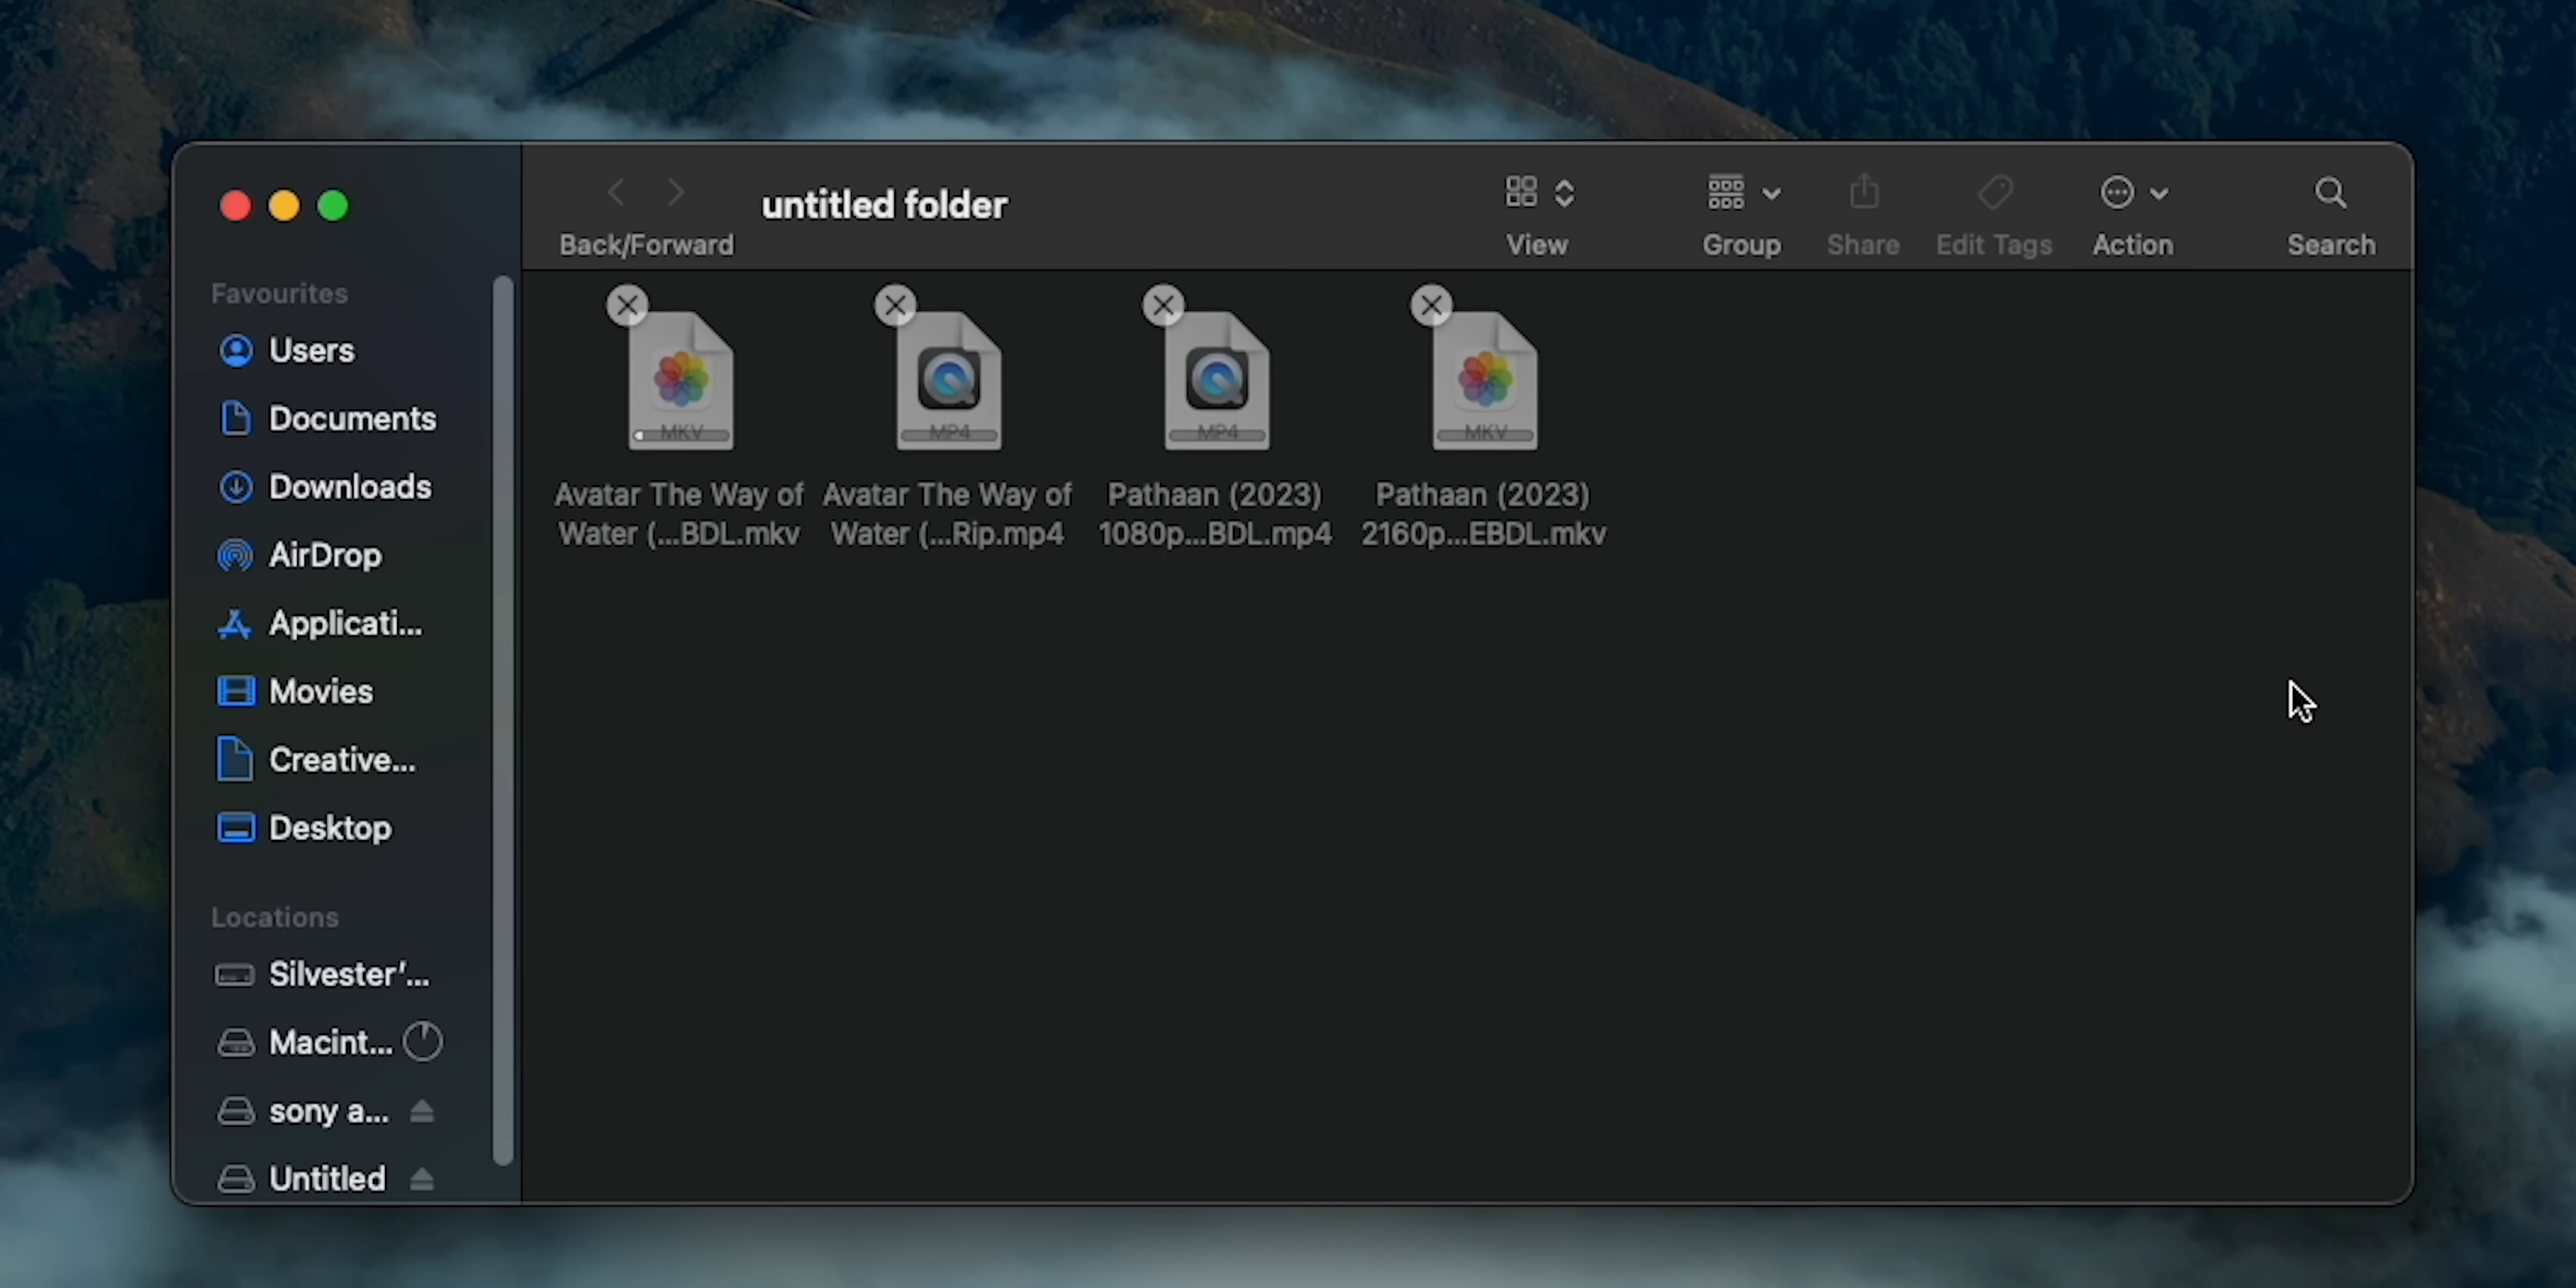 untitled folder
Back/Forward
View
Group
Share
Edit Tags
Action
Search
Favourites
Users
Documents
Downloads
AirDrop
Applicati...
Movies
Creative...
Desktop
Locations
Silvester’...
Macint...
sony a...
Untitled
MKV
MP4
MP4
MKV
Avatar The Way of
Water (...BDL.mkv
Avatar The Way of
Water (...Rip.mp4
Pathaan (2023)
1080p...BDL.mp4
Pathaan (2023)
2160p...EBDL.mkv